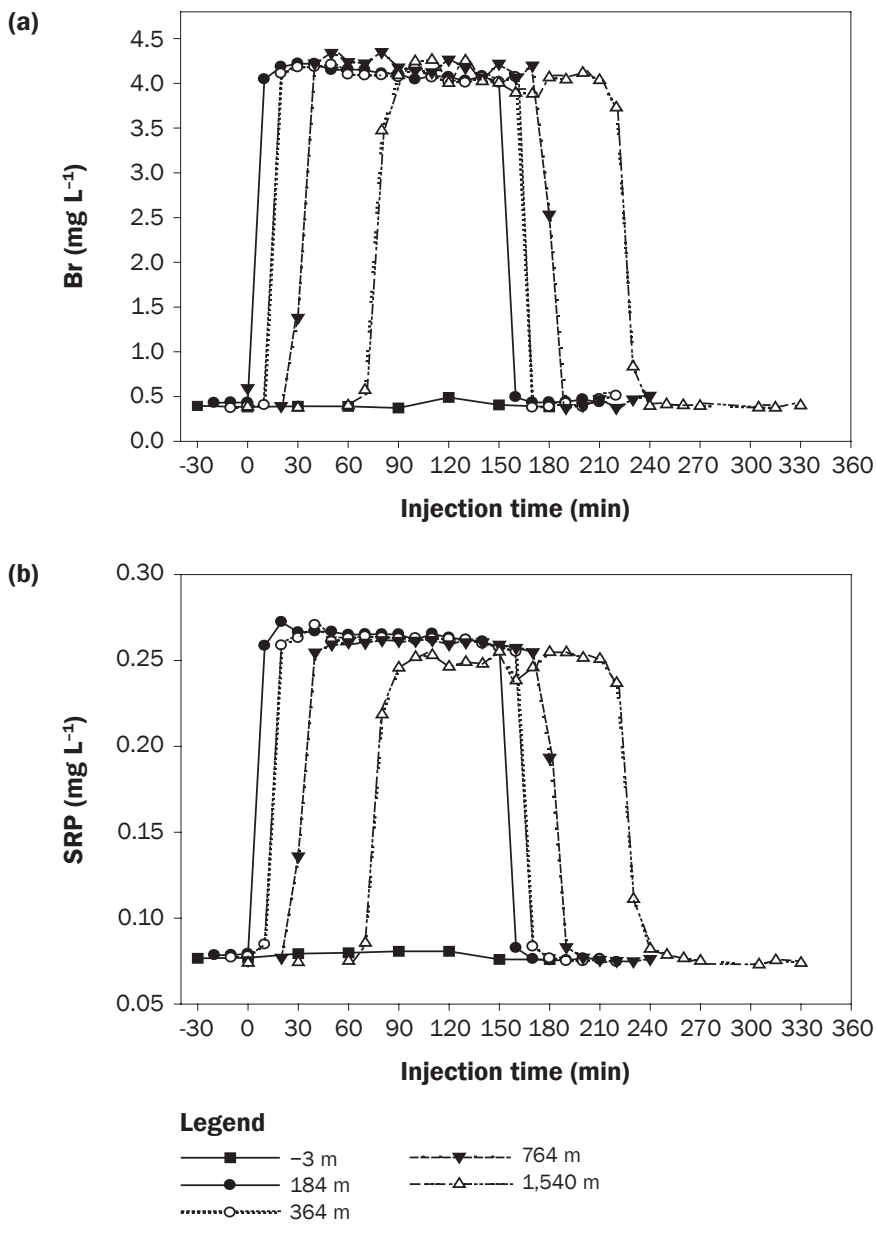 (a)
4.5
4.0
3.5
3.0
2.5
2.0
1.5
1.0
0.5
0.0
Br (mg L⁻¹)
-30 0 30 60 90 120 150 180 210 240 270 300 330 360
Injection time (min)
(b)
0.30
0.25
0.20
0.15
0.10
0.05
SRP (mg L⁻¹)
-30 0 30 60 90 120 150 180 210 240 270 300 330 360
Injection time (min)
Legend
−3 m 764 m
184 m 1,540 m
364 m